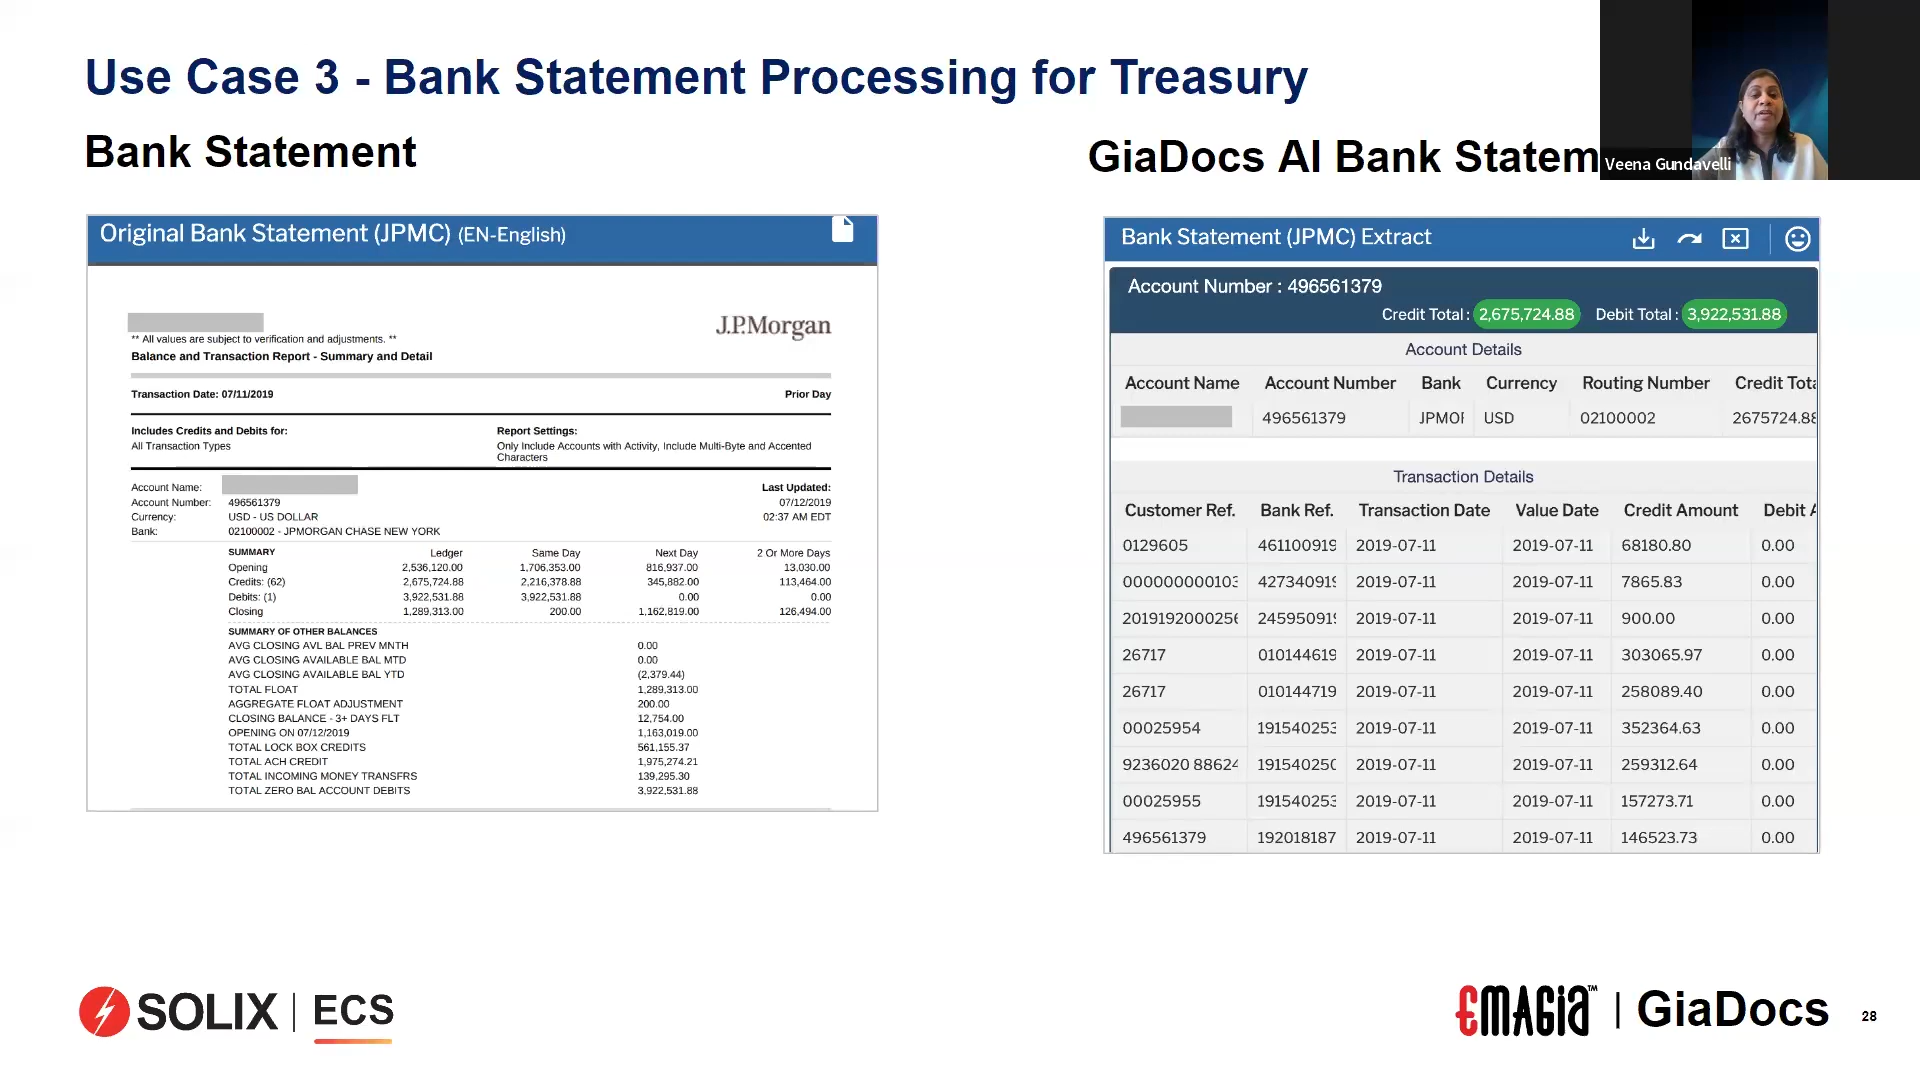 Use Case 3 - Bank Statement Processing for Treasury
Bank Statement
GiaDocs AI Bank Statem
Veena Gundavelli
Original Bank Statement (JPMC) (EN-English)
J.P.Morgan
** All values are subject to verification and adjustments. **
Balance and Transaction Report - Summary and Detail
Transaction Date: 07/11/2019 Prior Day
Includes Credits and Debits for: Report Settings:
All Transaction Types Only Include Accounts with Activity, Include Multi-Byte and Accented
Characters
Account Name: Last Updated:
Account Number: 496561379 07/12/2019
Currency: USD - US DOLLAR 02:37 AM EDT
Bank: 02100002 - JPMORGAN CHASE NEW YORK
SUMMARY Ledger Same Day Next Day 2 Or More Days
Opening 2,536,120.00 1,706,353.00 816,937.00 13,030.00
Credits: (62) 2,675,724.88 2,216,378.88 345,882.00 113,464.00
Debits: (1) 3,922,531.88 3,922,531.88 0.00 0.00
Closing 1,289,313.00 200.00 1,162,819.00 126,494.00
SUMMARY OF OTHER BALANCES
AVG CLOSING AVL BAL PREV MNTH 0.00
AVG CLOSING AVAILABLE BAL MTD 0.00
AVG CLOSING AVAILABLE BAL YTD (2,379.44)
TOTAL FLOAT 1,289,313.00
AGGREGATE FLOAT ADJUSTMENT 200.00
CLOSING BALANCE - 3+ DAYS FLT 12,754.00
OPENING ON 07/12/2019 1,163,019.00
TOTAL LOCK BOX CREDITS 561,155.37
TOTAL ACH CREDIT 1,975,274.21
TOTAL INCOMING MONEY TRANSFRS 139,295.30
TOTAL ZERO BAL ACCOUNT DEBITS 3,922,531.88
Bank Statement (JPMC) Extract
Account Number : 496561379
Credit Total : 2,675,724.88 Debit Total : 3,922,531.88
Account Details
Account Name Account Number Bank Currency Routing Number Credit Tota
496561379 JPMOF USD 02100002 2675724.88
Transaction Details
Customer Ref. Bank Ref. Transaction Date Value Date Credit Amount Debit A
0129605 461100919 2019-07-11 2019-07-11 68180.80 0.00
000000000103 427340919 2019-07-11 2019-07-11 7865.83 0.00
2019192000256 245950919 2019-07-11 2019-07-11 900.00 0.00
26717 010144619 2019-07-11 2019-07-11 303065.97 0.00
26717 010144719 2019-07-11 2019-07-11 258089.40 0.00
00025954 191540253 2019-07-11 2019-07-11 352364.63 0.00
9236020 88624 191540250 2019-07-11 2019-07-11 259312.64 0.00
00025955 191540253 2019-07-11 2019-07-11 157273.71 0.00
496561379 192018187 2019-07-11 2019-07-11 146523.73 0.00
SOLIX | ECS
EMAGIA™ | GiaDocs
28